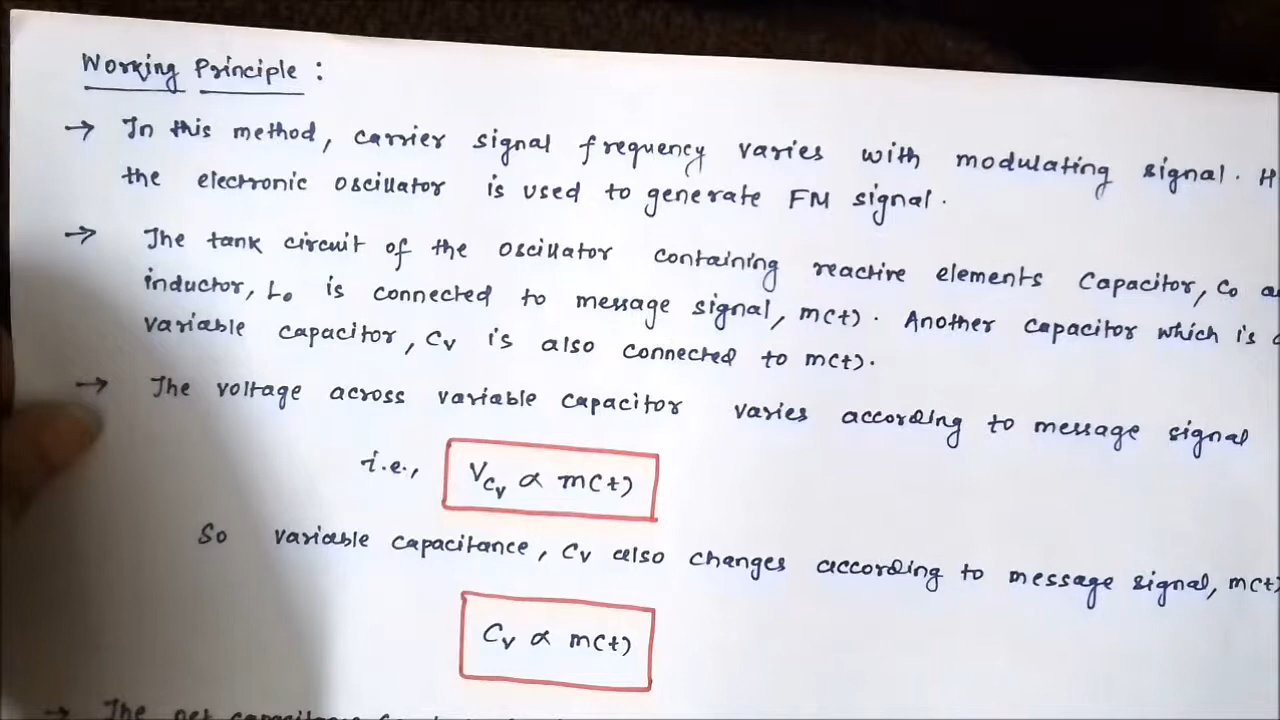 Working Principle :
→ In this method, carrier signal frequency varies with modulating signal. H
the electronic oscillator is used to generate FM signal.
→ The tank circuit of the oscillator containing reactive elements Capacitor, C0
inductor, L0 is connected to message signal, m(t). Another capacitor which is
variable capacitor, Cv is also connected to m(t).
→ The voltage across variable capacitor varies according to message signal
i.e., VCv ∝ m(t)
So variable capacitance, Cv also changes according to message signal, m(t)
Cv ∝ m(t)
→ The net capacitance